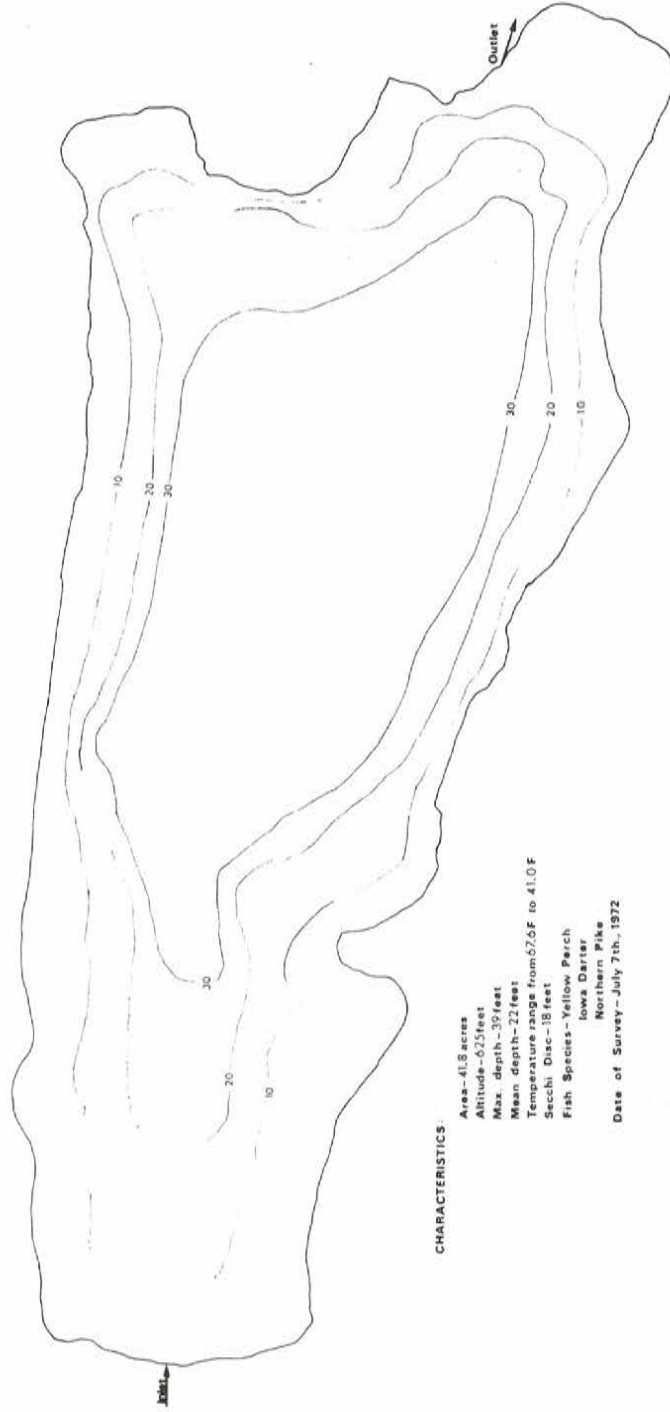 Outlet
10
20
30
30
20
10
30
20
10
Inlet
CHARACTERISTICS:
Area-41.8 acres
Altitude-625feet
Max. depth-39 feet
Mean depth-22 feet
Temperature range from 67.6F to 41.0F
Secchi Disc-18 feet
Fish Species-Yellow Perch
Iowa Darter
Northern Pike
Date of Survey-July 7th., 1972